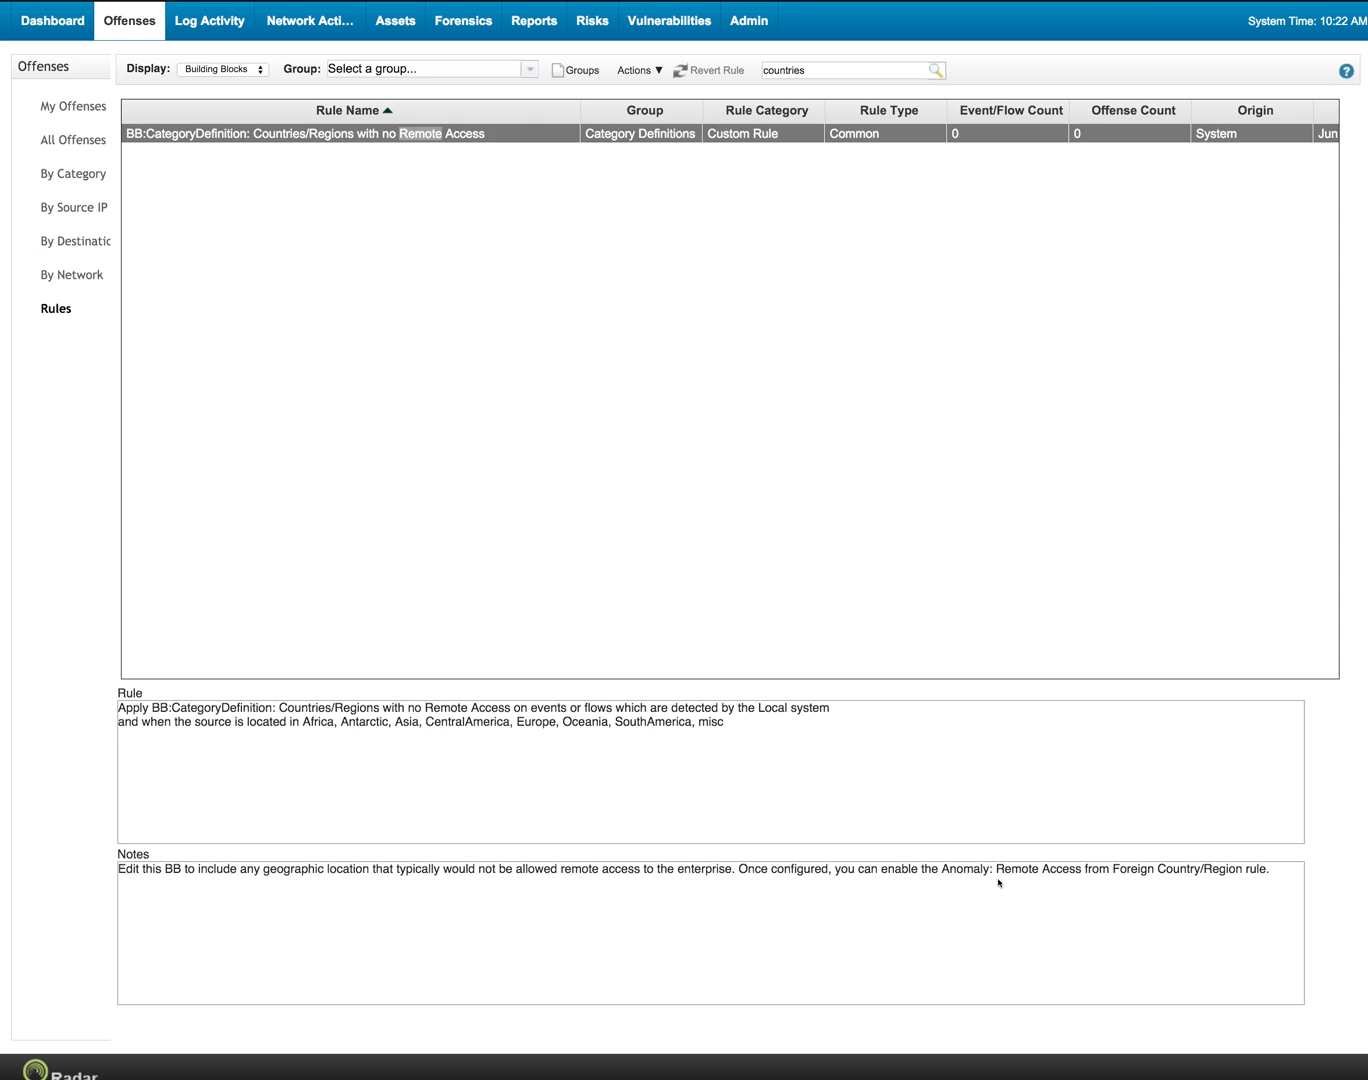 Dashboard Offenses Log Activity Network Acti... Assets Forensics Reports Risks Vulnerabilities Admin System Time: 10:22 AM
Offenses
Display: Building Blocks Group: Select a group... Groups Actions ▼ Revert Rule countries ?
My Offenses
All Offenses
By Category
By Source IP
By Destinatic
By Network
Rules
Rule Name Group Rule Category Rule Type Event/Flow Count Offense Count Origin
BB:CategoryDefinition: Countries/Regions with no Remote Access Category Definitions Custom Rule Common 0 0 System Jun
Rule
Apply BB:CategoryDefinition: Countries/Regions with no Remote Access on events or flows which are detected by the Local system
and when the source is located in Africa, Antarctic, Asia, CentralAmerica, Europe, Oceania, SouthAmerica, misc
Notes
Edit this BB to include any geographic location that typically would not be allowed remote access to the enterprise. Once configured, you can enable the Anomaly: Remote Access from Foreign Country/Region rule.
Radar